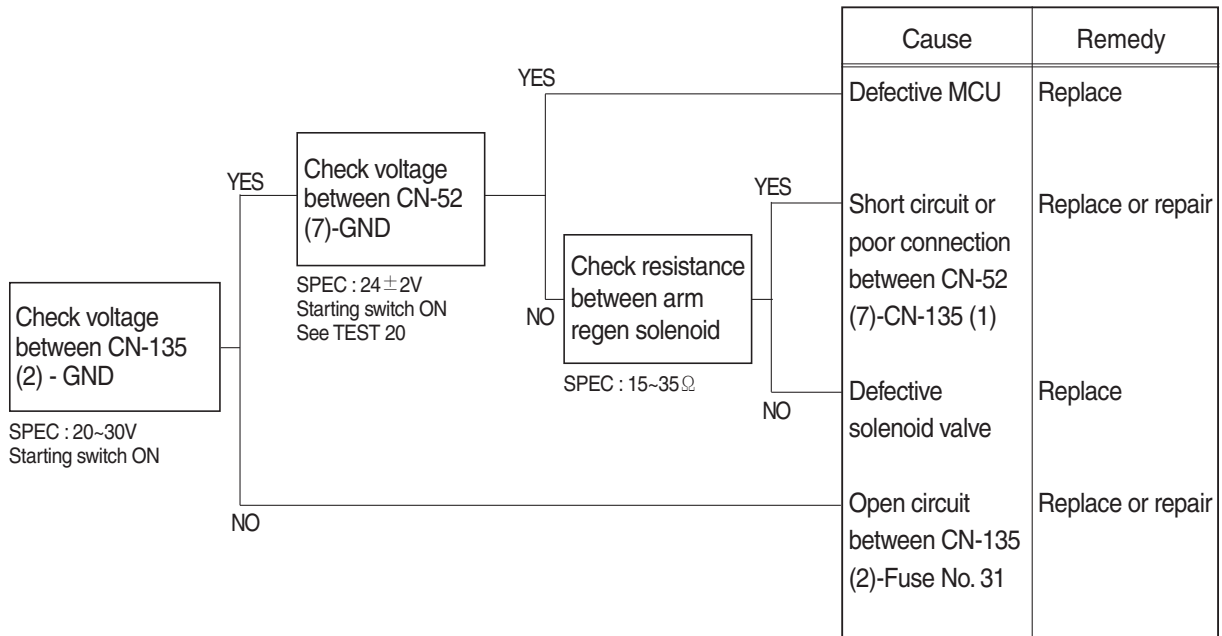 Cause
Remedy
YES
Defective MCU
Replace
Check voltage
between CN-52
(7)-GND
YES
SPEC : 24±2V
Starting switch ON
See TEST 20
NO
Check resistance
between arm
regen solenoid
SPEC : 15~35Ω
YES
Short circuit or
poor connection
between CN-52
(7)-CN-135 (1)
Replace or repair
NO
Defective
solenoid valve
Replace
Check voltage
between CN-135
(2) - GND
SPEC : 20~30V
Starting switch ON
NO
Open circuit
between CN-135
(2)-Fuse No. 31
Replace or repair